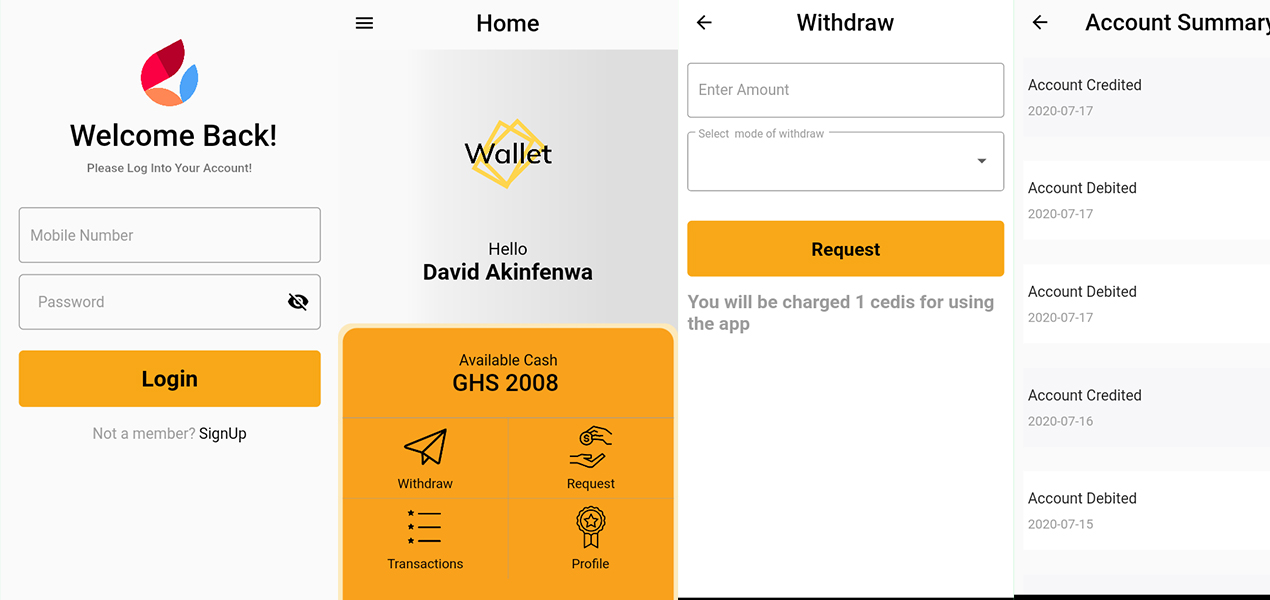 Welcome Back!
Please Log Into Your Account!
Mobile Number
Password
Login
Not a member? SignUp
Home
Wallet
Hello
David Akinfenwa
Available Cash
GHS 2008
Withdraw
Request
Transactions
Profile
Withdraw
Enter Amount
Select mode of withdraw
Request
You will be charged 1 cedis for using
the app
Account Summary
Account Credited
2020-07-17
Account Debited
2020-07-17
Account Debited
2020-07-17
Account Credited
2020-07-16
Account Debited
2020-07-15